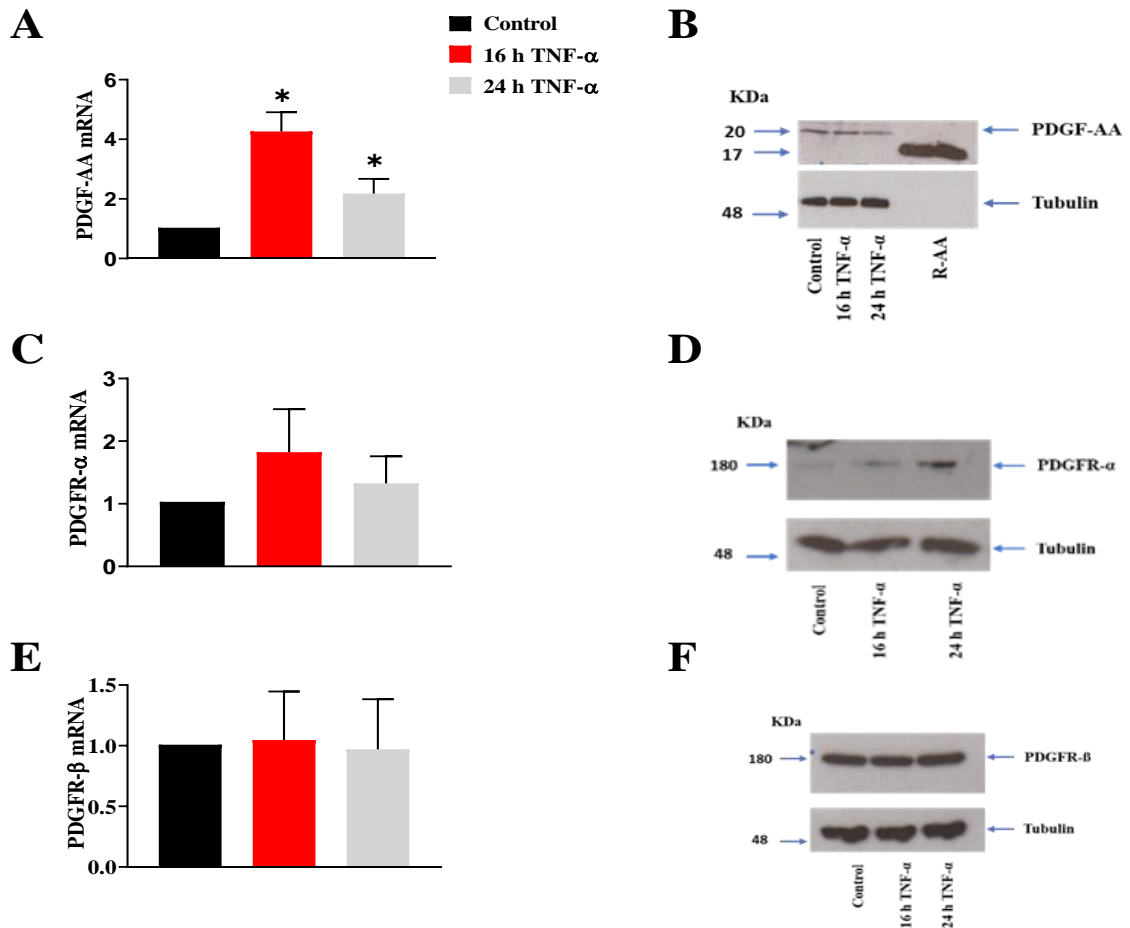 A
Control
16 h TNF-α
24 h TNF-α
PDGF-AA mRNA
6
4
2
0
*
*
B
KDa
20
17
PDGF-AA
48
Tubulin
Control
16 h TNF-α
24 h TNF-α
R-AA
C
PDGFR-α mRNA
3
2
1
0
D
KDa
180
PDGFR-α
48
Tubulin
Control
16 h TNF-α
24 h TNF-α
E
PDGFR-β mRNA
1.5
1.0
0.5
0.0
F
KDa
180
PDGFR-ß
48
Tubulin
Control
16 h TNF-α
24 h TNF-α